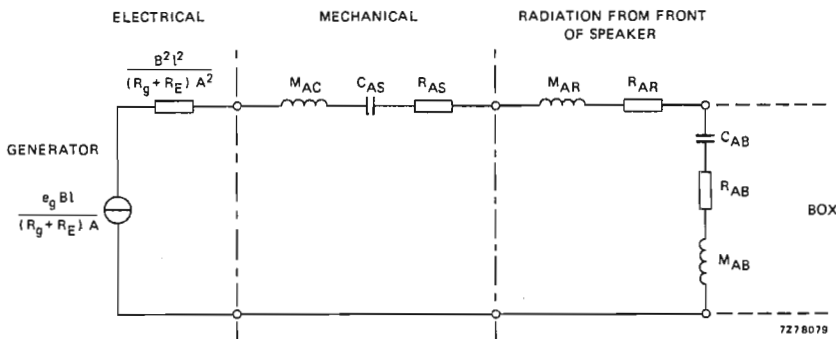 ELECTRICAL
MECHANICAL
RADIATION FROM FRONT
OF SPEAKER
B²l²
(Rg + RE) A²
MAC
CAS
RAS
MAR
RAR
GENERATOR
eg Bl
(Rg + RE) A
CAB
RAB
MAB
BOX
7Z78079